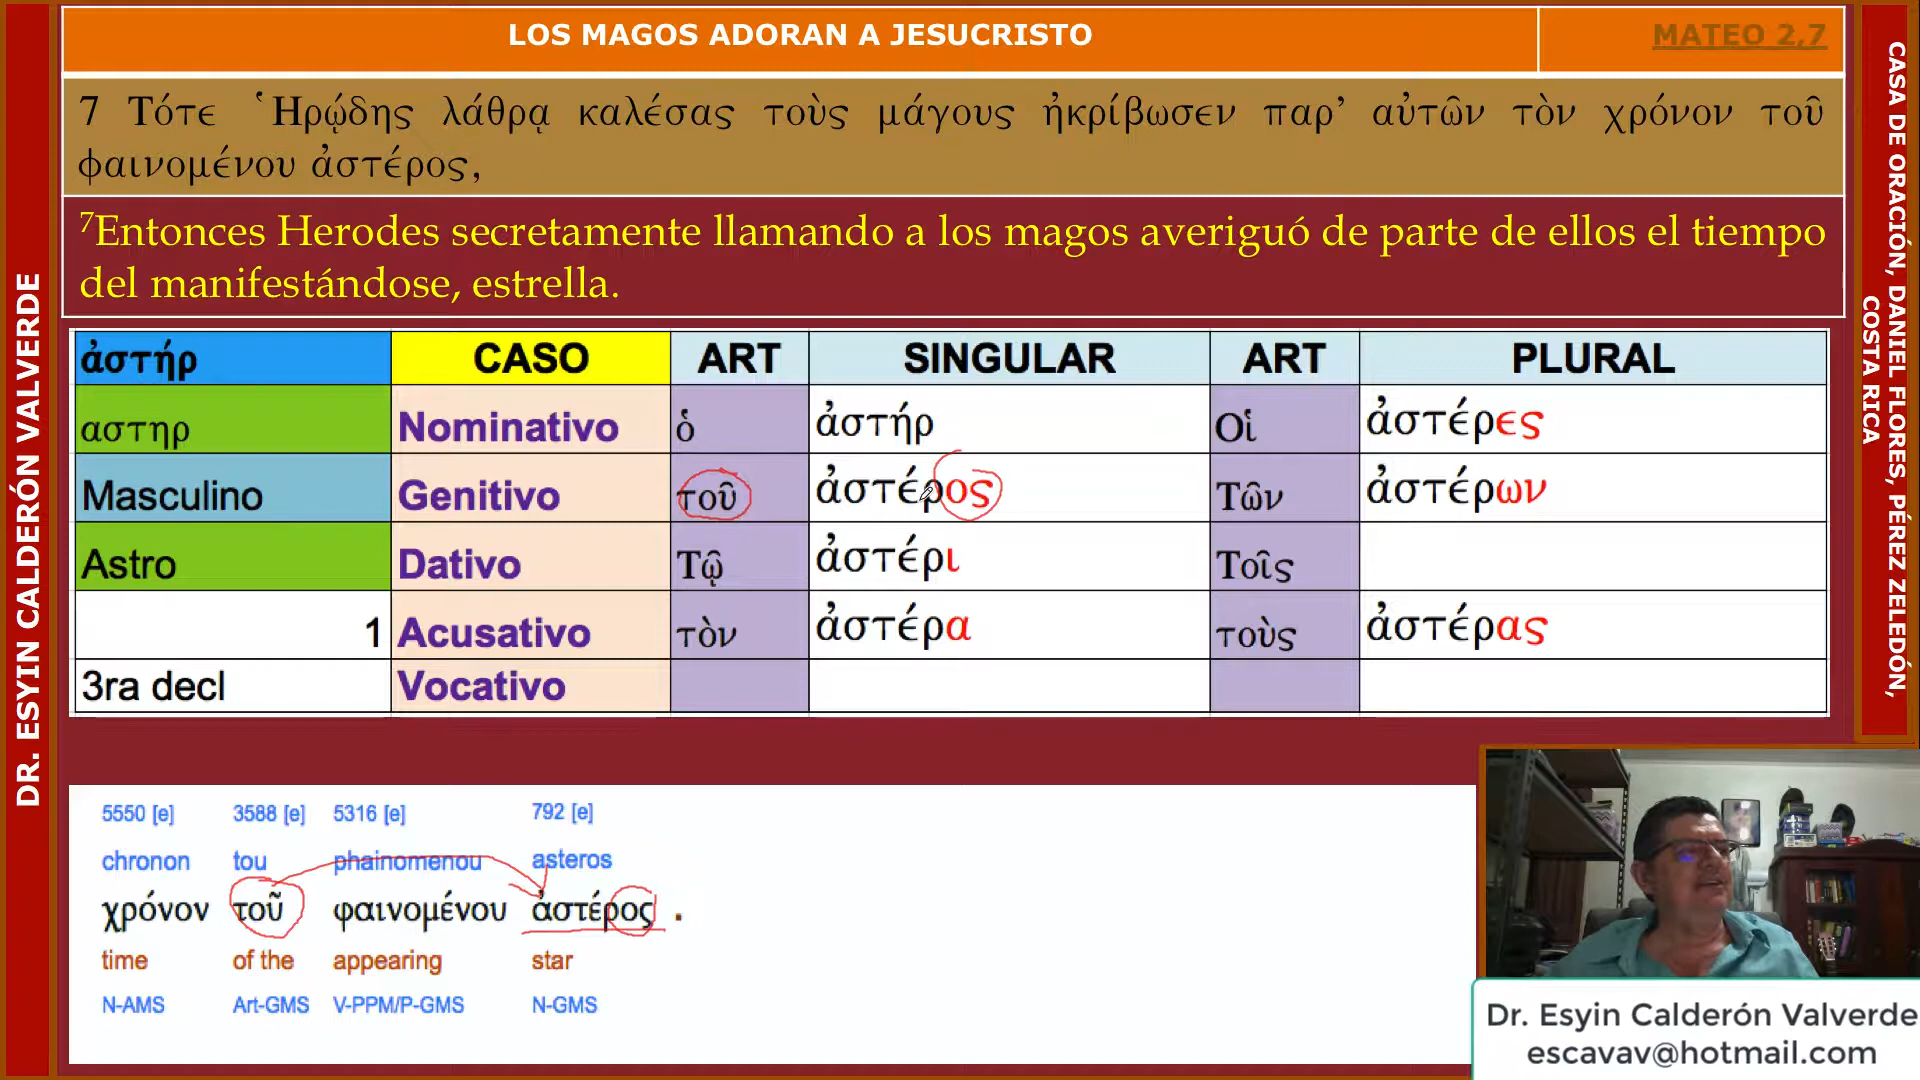 LOS MAGOS ADORAN A JESUCRISTO
MATEO 2,7
7 Τότε Ἡρῴδης λάθρᾳ καλέσας τοὺς μάγους ἠκρίβωσεν παρ’ αὐτῶν τὸν χρόνον τοῦ
φαινομένου ἀστέρος,
7Entonces Herodes secretamente llamando a los magos averiguó de parte de ellos el tiempo
del manifestándose, estrella.
ἀστήρ CASO ART SINGULAR ART PLURAL
αστηρ Nominativo ὁ ἀστήρ Οἱ ἀστέρες
Masculino Genitivo τοῦ ἀστέρος Τῶν ἀστέρων
Astro Dativo Τῷ ἀστέρι Τοῖς
1 Acusativo τὸν ἀστέρα τοὺς ἀστέρας
3ra decl Vocativo
5550 [e] 3588 [e] 5316 [e] 792 [e]
chronon tou phainomenou asteros
χρόνον τοῦ φαινομένου ἀστέρος .
time of the appearing star
N-AMS Art-GMS V-PPM/P-GMS N-GMS
DR. ESYIN CALDERÓN VALVERDE
CASA DE ORACIÓN, DANIEL FLORES, PÉREZ ZELEDÓN,
COSTA RICA
Dr. Esyin Calderón Valverde
escavav@hotmail.com